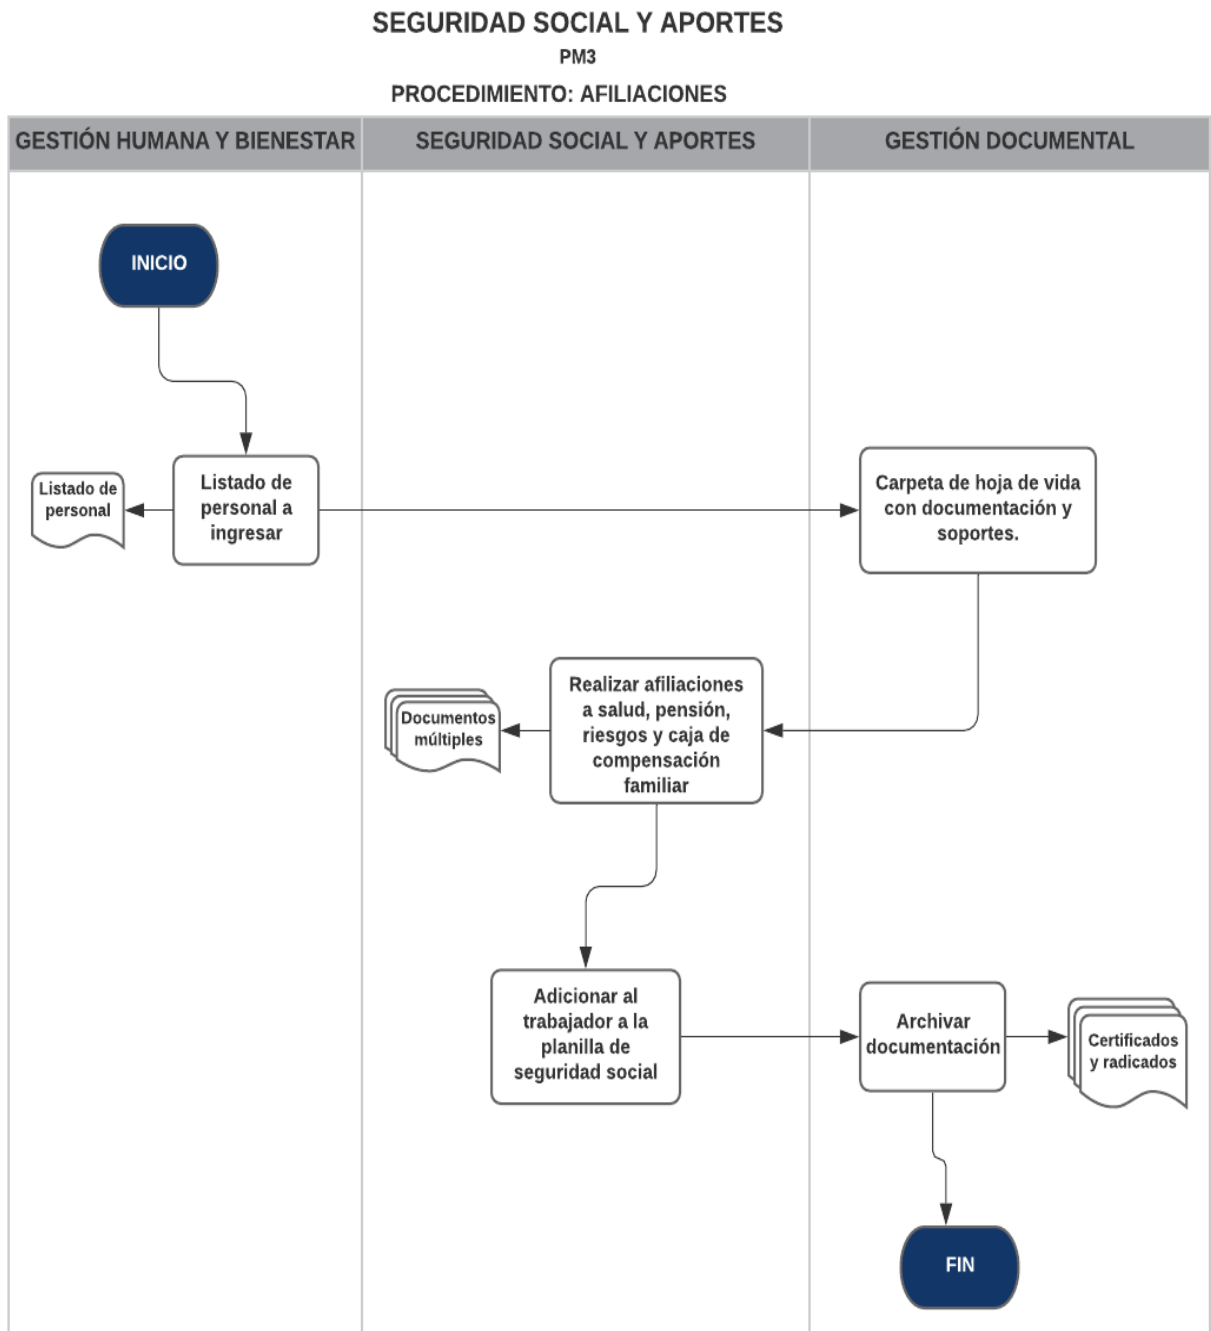 SEGURIDAD SOCIAL Y APORTES
PM3
PROCEDIMIENTO: AFILIACIONES
GESTIÓN HUMANA Y BIENESTAR
SEGURIDAD SOCIAL Y APORTES
GESTIÓN DOCUMENTAL
INICIO
Listado de
personal
Listado de
personal a
ingresar
Carpeta de hoja de vida
con documentación y
soportes.
Documentos
múltiples
Realizar afiliaciones
a salud, pensión,
riesgos y caja de
compensación
familiar
Adicionar al
trabajador a la
planilla de
seguridad social
Archivar
documentación
Certificados
y radicados
FIN